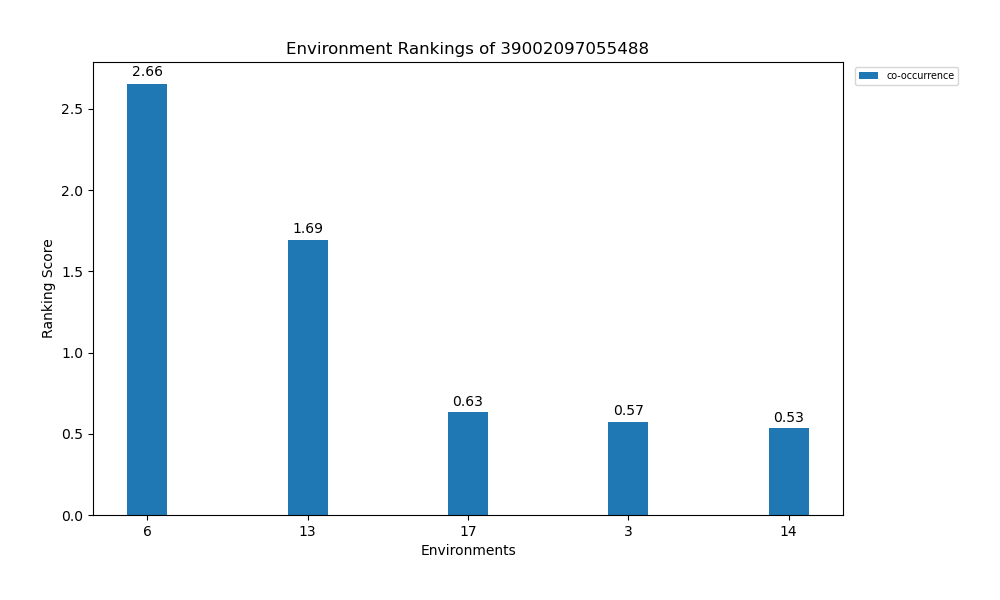 Environment Rankings of 39002097055488
co-occurrence
2.66
1.69
0.63
0.57
0.53
Ranking Score
2.5
2.0
1.5
1.0
0.5
0.0
6 13 17 3 14
Environments